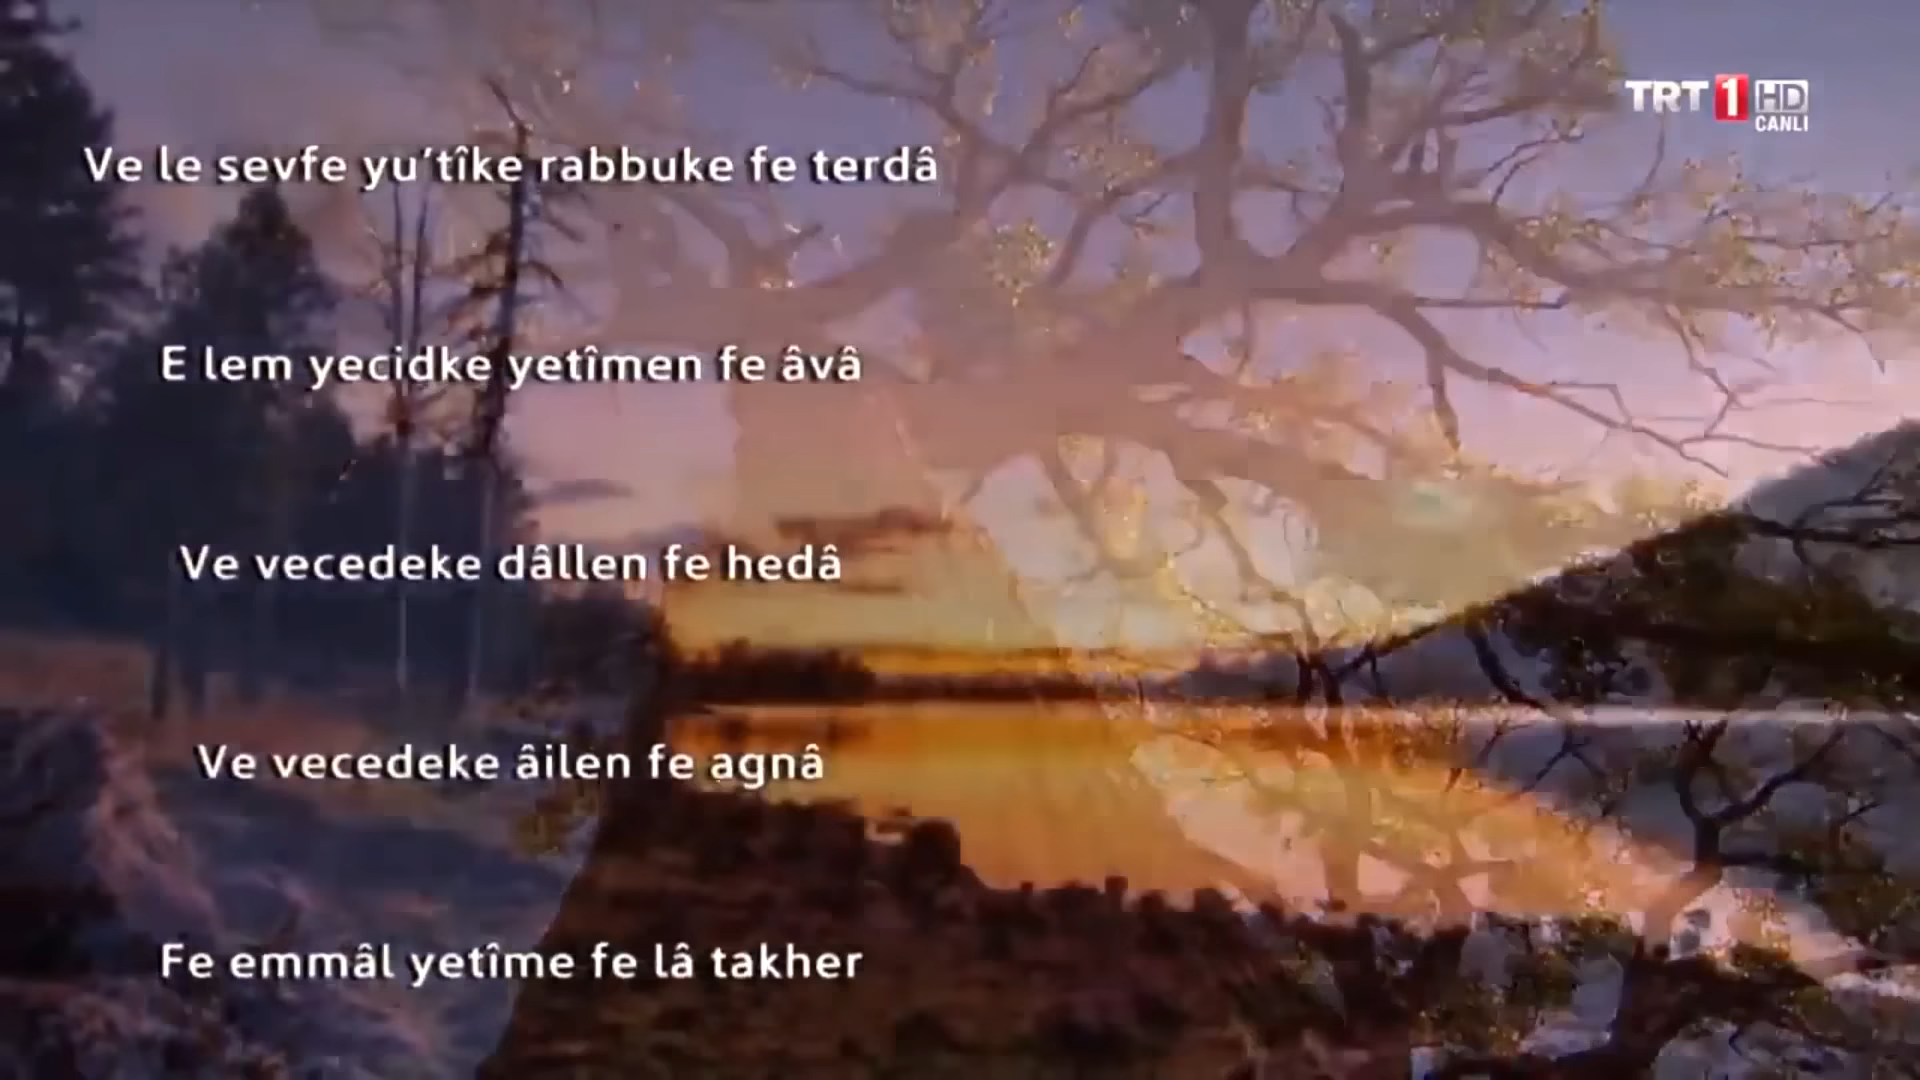 TRT 1 HD
CANLI
Ve le sevfe yu’tîke rabbuke fe terdâ
E lem yecidke yetîmen fe âvâ
Ve vecedeke dâllen fe hedâ
Ve vecedeke âilen fe agnâ
Fe emmâl yetîme fe lâ takher